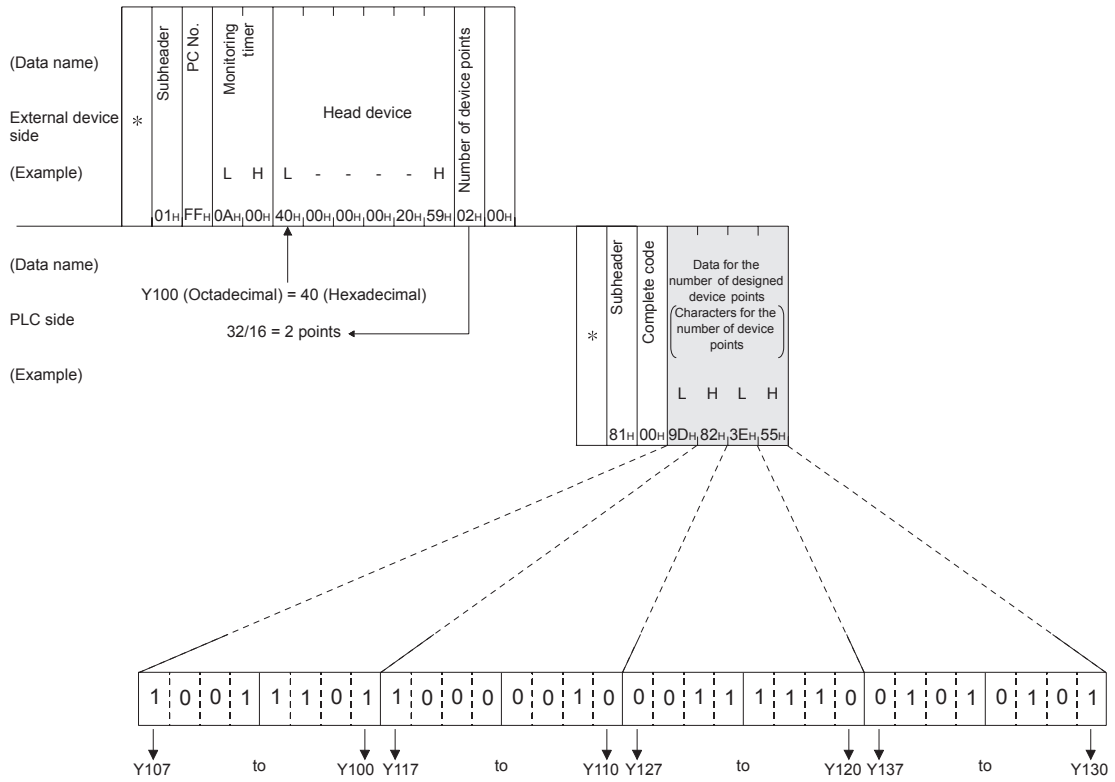 (Data name)
External device side
(Example)
*
Subheader
PC No.
Monitoring timer
Head device
Number of device points
L H L - - - - H
01H FFH 0AH 00H 40H 00H 00H 00H 20H 59H 02H 00H
(Data name)
PLC side
(Example)
Y100 (Octadecimal) = 40 (Hexadecimal)
32/16 = 2 points
*
Subheader
Complete code
Data for the
number of designed
device points
(Characters for the
number of device
points)
L H L H
81H 00H 9DH 82H 3EH 55H
1 0 0 1 1 1 0 1 1 0 0 0 0 0 1 0 0 0 1 1 1 1 1 0 0 1 0 1 0 1 0 1
Y107 to Y100 Y117 to Y110 Y127 to Y120 Y137 to Y130